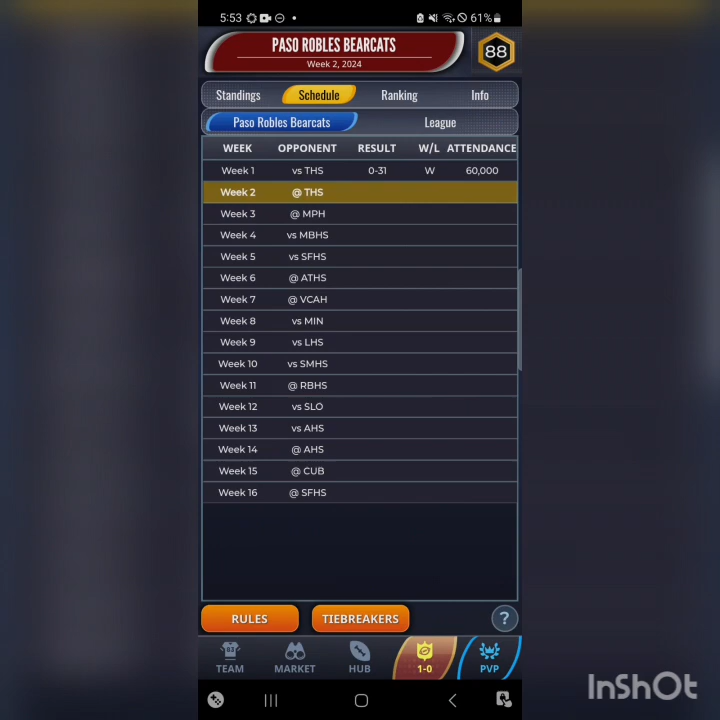 5:53 61%
PASO ROBLES BEARCATS
Week 2, 2024
88
Standings Schedule Ranking Info
Paso Robles Bearcats League
WEEK OPPONENT RESULT W/L ATTENDANCE
Week 1 vs THS 0-31 W 60,000
Week 2 @ THS
Week 3 @ MPH
Week 4 vs MBHS
Week 5 vs SFHS
Week 6 @ ATHS
Week 7 @ VCAH
Week 8 vs MIN
Week 9 vs LHS
Week 10 vs SMHS
Week 11 @ RBHS
Week 12 vs SLO
Week 13 vs AHS
Week 14 @ AHS
Week 15 @ CUB
Week 16 @ SFHS
RULES TIEBREAKERS ?
83
TEAM MARKET HUB 1-0 PVP
InShOt